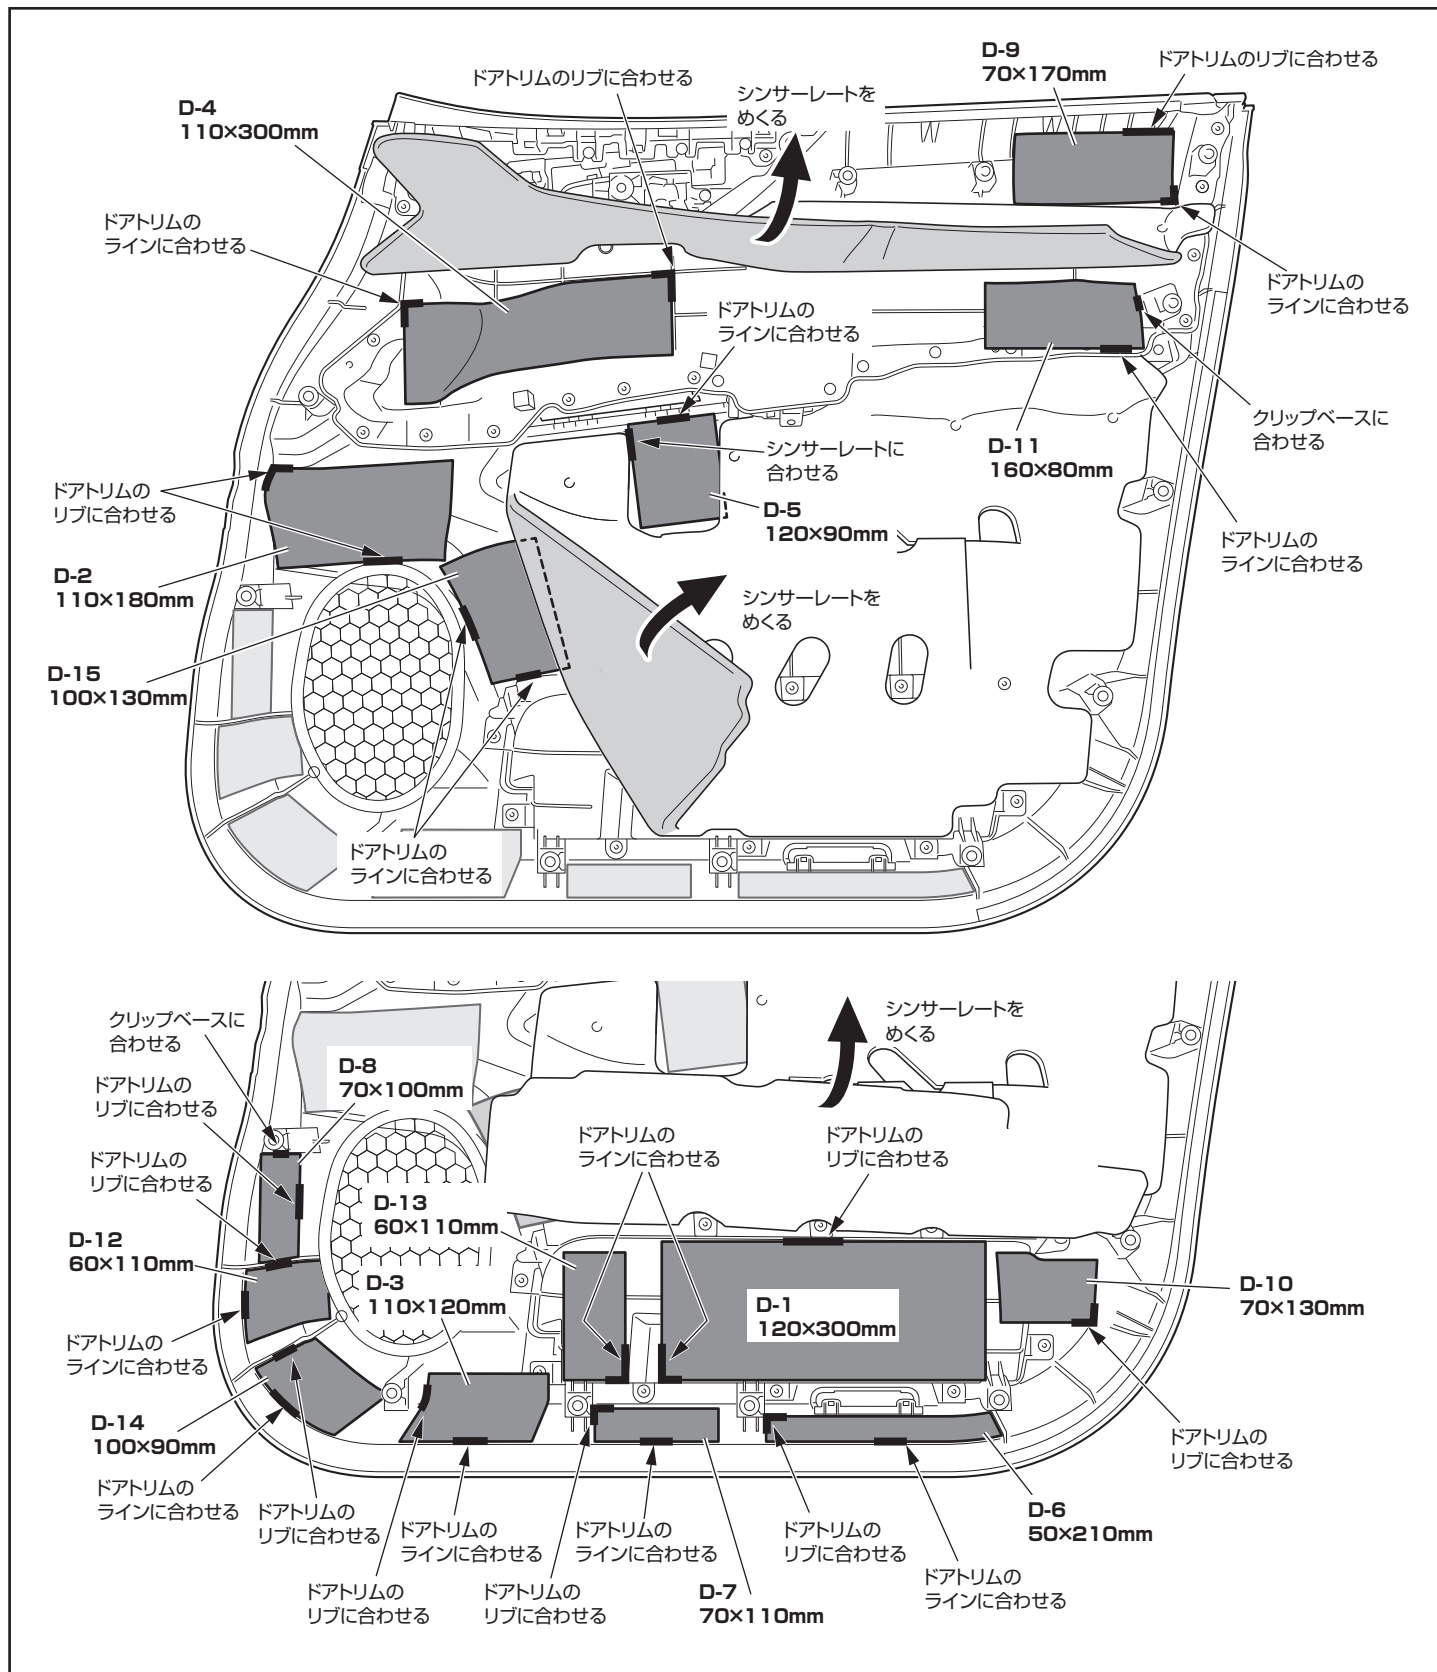 D-9
70×170mm
ドアトリムのリブに合わせる
ドアトリムのリブに合わせる
シンサーレートを
めくる
D-4
110×300mm
ドアトリムの
ラインに合わせる
ドアトリムの
ラインに合わせる
ドアトリムの
ラインに合わせる
クリップベースに
合わせる
D-11
160×80mm
シンサーレートに
合わせる
ドアトリムの
リブに合わせる
D-5
120×90mm
ドアトリムの
ラインに合わせる
D-2
110×180mm
シンサーレートを
めくる
D-15
100×130mm
ドアトリムの
ラインに合わせる
クリップベースに
合わせる
シンサーレートを
めくる
D-8
70×100mm
ドアトリムの
リブに合わせる
ドアトリムの
ラインに合わせる
ドアトリムの
リブに合わせる
ドアトリムの
リブに合わせる
D-13
60×110mm
D-12
60×110mm
D-3
110×120mm
D-1
120×300mm
D-10
70×130mm
ドアトリムの
ラインに合わせる
D-14
100×90mm
ドアトリムの
リブに合わせる
ドアトリムの
ラインに合わせる
ドアトリムの
リブに合わせる
D-6
50×210mm
ドアトリムの
ラインに合わせる
ドアトリムの
ラインに合わせる
ドアトリムの
リブに合わせる
ドアトリムの
リブに合わせる
ドアトリムの
リブに合わせる
D-7
70×110mm
ドアトリムの
ラインに合わせる